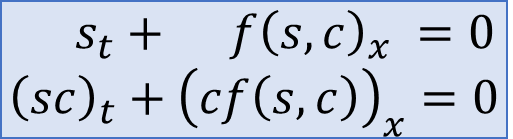 s_t + f(s, c)_x = 0
(sc)_t + (cf(s, c))_x = 0